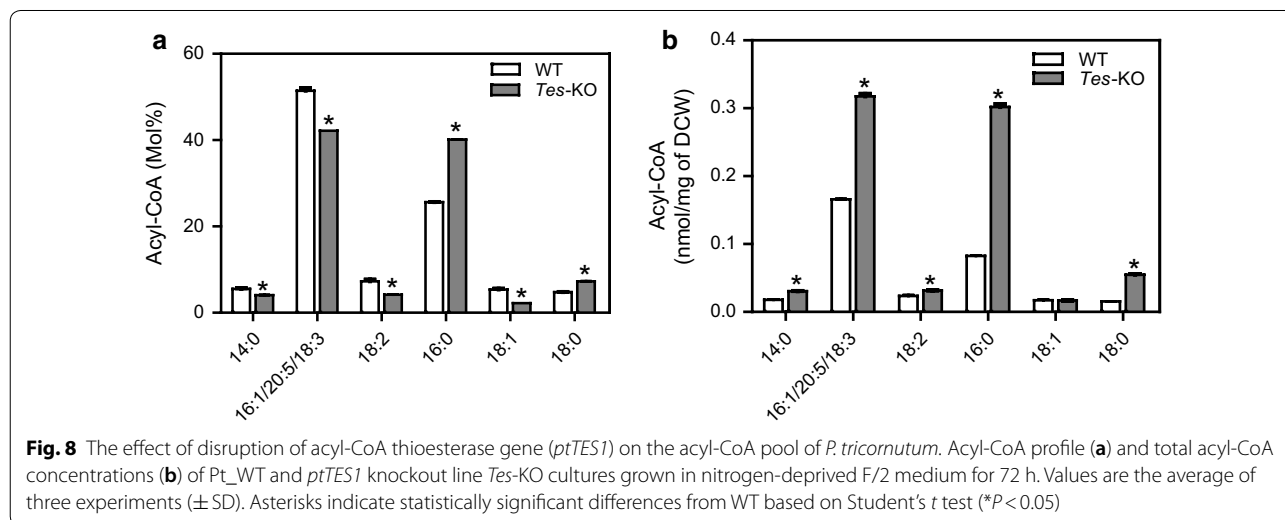 a
60
40
20
0
Acyl-CoA (Mol%)
WT
Tes-KO
* * * * * *
14:0
16:1/20:5/18:3
18:2
16:0
18:1
18:0
b
0.4
0.3
0.2
0.1
0.0
Acyl-CoA
(nmol/mg of DCW)
WT
Tes-KO
* * * * *
14:0
16:1/20:5/18:3
18:2
16:0
18:1
18:0
Fig. 8 The effect of disruption of acyl-CoA thioesterase gene (ptTES1) on the acyl-CoA pool of P. tricornutum. Acyl-CoA profile (a) and total acyl-CoA
concentrations (b) of Pt_WT and ptTES1 knockout line Tes-KO cultures grown in nitrogen-deprived F/2 medium for 72 h. Values are the average of
three experiments (± SD). Asterisks indicate statistically significant differences from WT based on Student's t test (*P < 0.05)